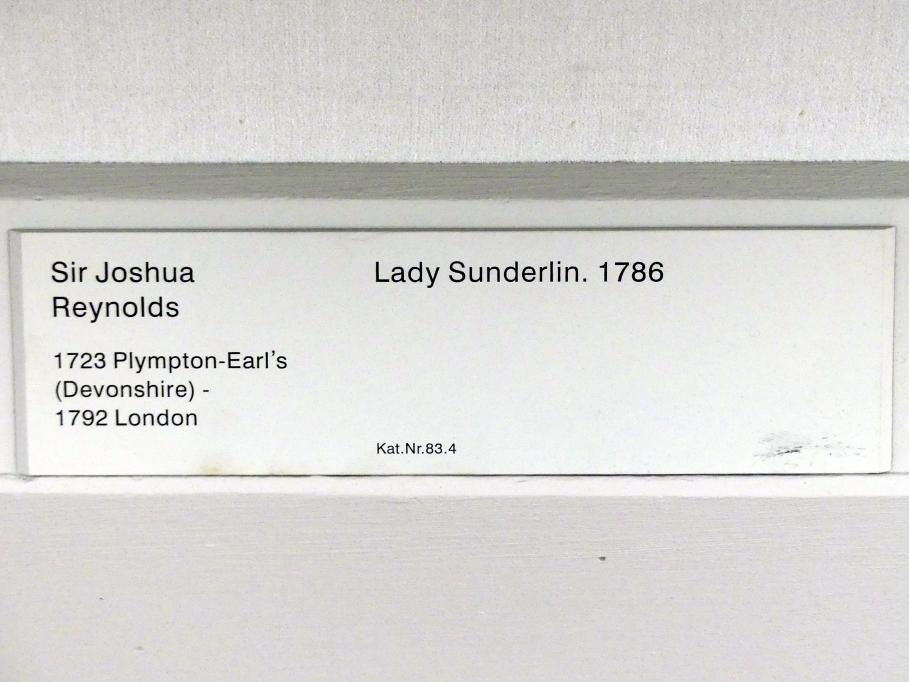 Sir Joshua
Reynolds
1723 Plympton-Earl's
(Devonshire) -
1792 London
Lady Sunderlin. 1786
Kat.Nr.83.4